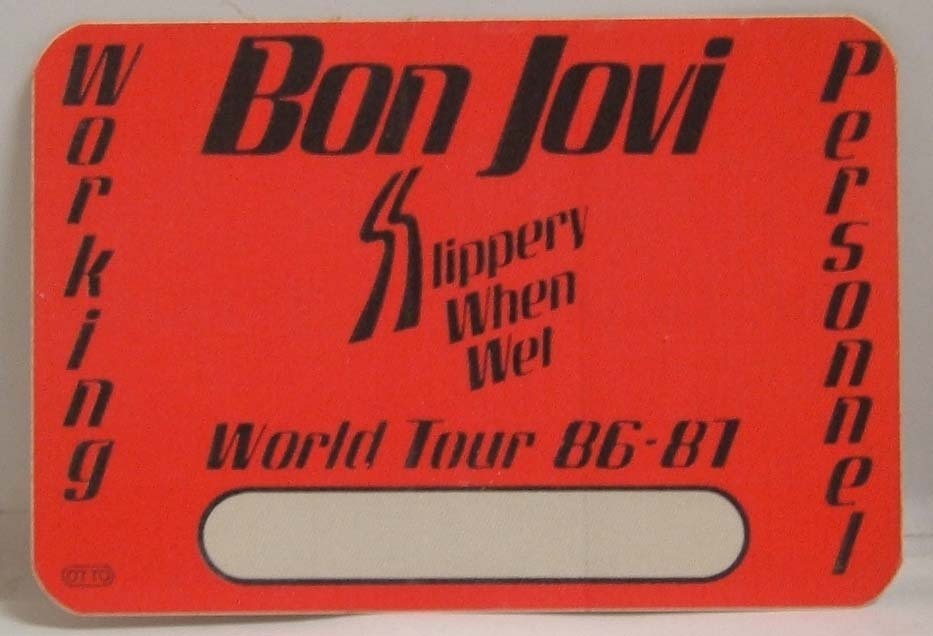 Working
Bon Jovi
Slippery
When
Wet
World Tour 86-87
Personnel
OTTO